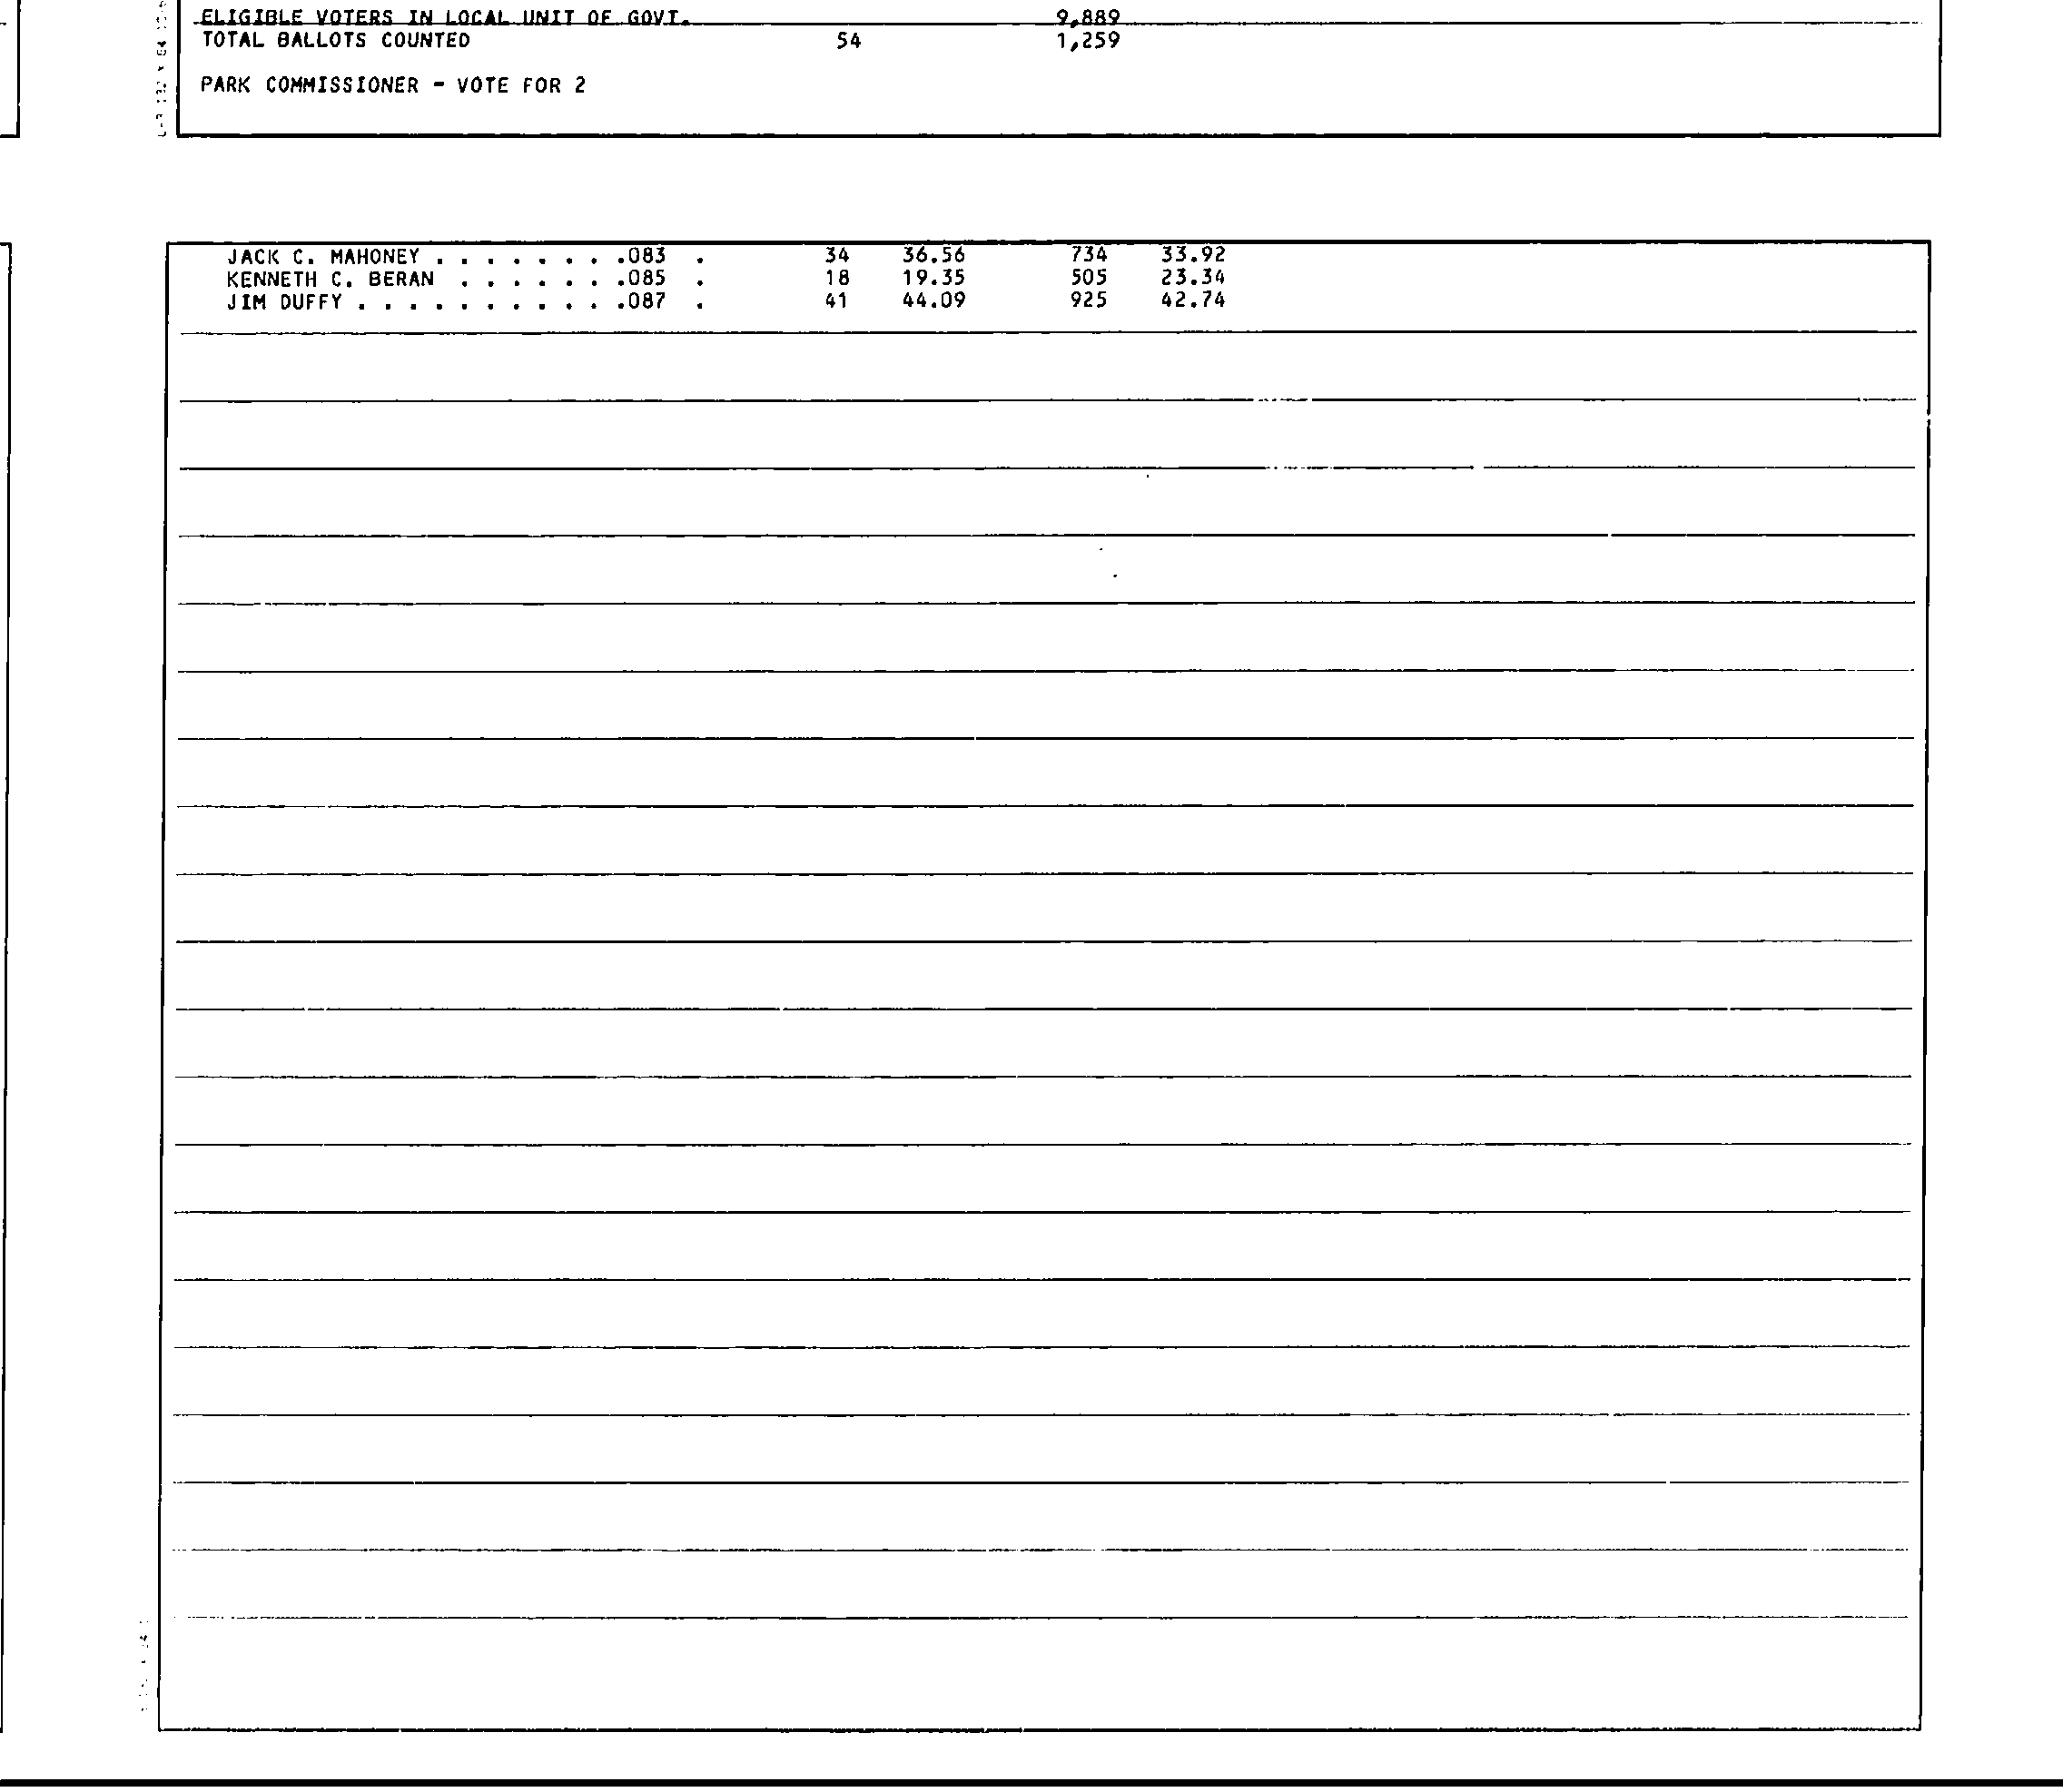 ELIGIBLE VOTERS IN LOCAL UNIT OF GOVT. 9,889
TOTAL BALLOTS COUNTED 54 1,259
PARK COMMISSIONER - VOTE FOR 2
JACK C. MAHONEY . . . . . . . .083 . 34 36.56 734 33.92
KENNETH C. BERAN . . . . . . .085 . 18 19.35 505 23.34
JIM DUFFY . . . . . . . . . . .087 . 41 44.09 925 42.74